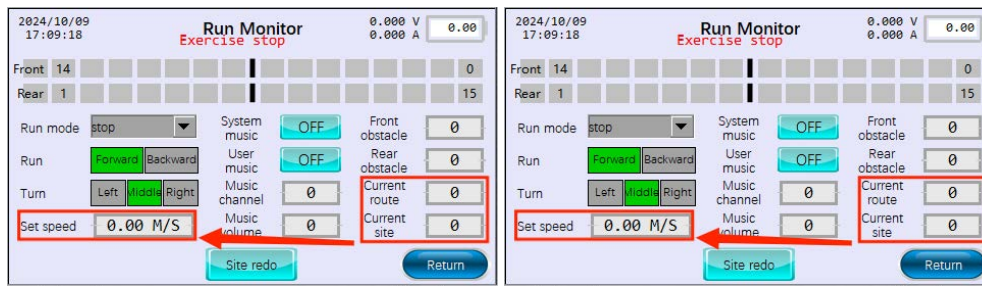 2024/10/09
17:09:18
Run Monitor
Exercise stop
0.000 V
0.000 A
0.00
Front 14 0
Rear 1 15
Run mode stop
System music OFF
Front obstacle 0
Run Forward Backward
User music OFF
Rear obstacle 0
Turn Left Middle Right
Music channel 0
Current route 0
Set speed 0.00 M/S
Music volume 0
Current site 0
Site redo
Return
2024/10/09
17:09:18
Run Monitor
Exercise stop
0.000 V
0.000 A
0.00
Front 14 0
Rear 1 15
Run mode stop
System music OFF
Front obstacle 0
Run Forward Backward
User music OFF
Rear obstacle 0
Turn Left Middle Right
Music channel 0
Current route 0
Set speed 0.00 M/S
Music volume 0
Current site 0
Site redo
Return